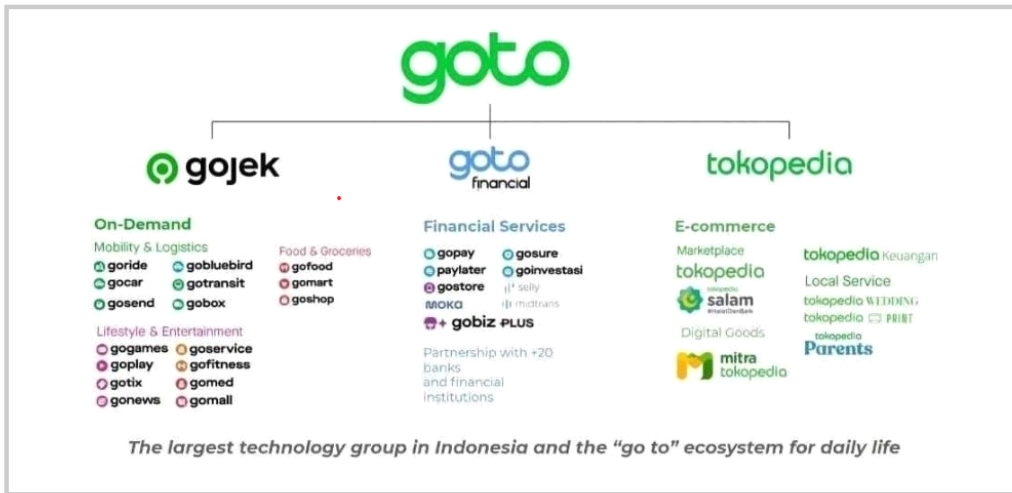 goto
gojek
On-Demand
Mobility & Logistics
goride
gobluebird
gocar
gotransit
gosend
gobox
Food & Groceries
gofood
gomart
goshop
Lifestyle & Entertainment
gogames
goservice
goplay
gofitness
gotix
gomed
gonews
gomall
goto
financial
Financial Services
gopay
gosure
paylater
goinvestasi
gostore
selly
MOKA
midtrans
gobiz PLUS
Partnership with +20
banks
and financial
institutions
tokopedia
E-commerce
Marketplace
tokopedia
tokopedia
salam
#HalalDanBaik
Digital Goods
mitra
tokopedia
tokopedia Keuangan
Local Service
tokopedia WEDDING
tokopedia PRINT
tokopedia
Parents
The largest technology group in Indonesia and the “go to” ecosystem for daily life